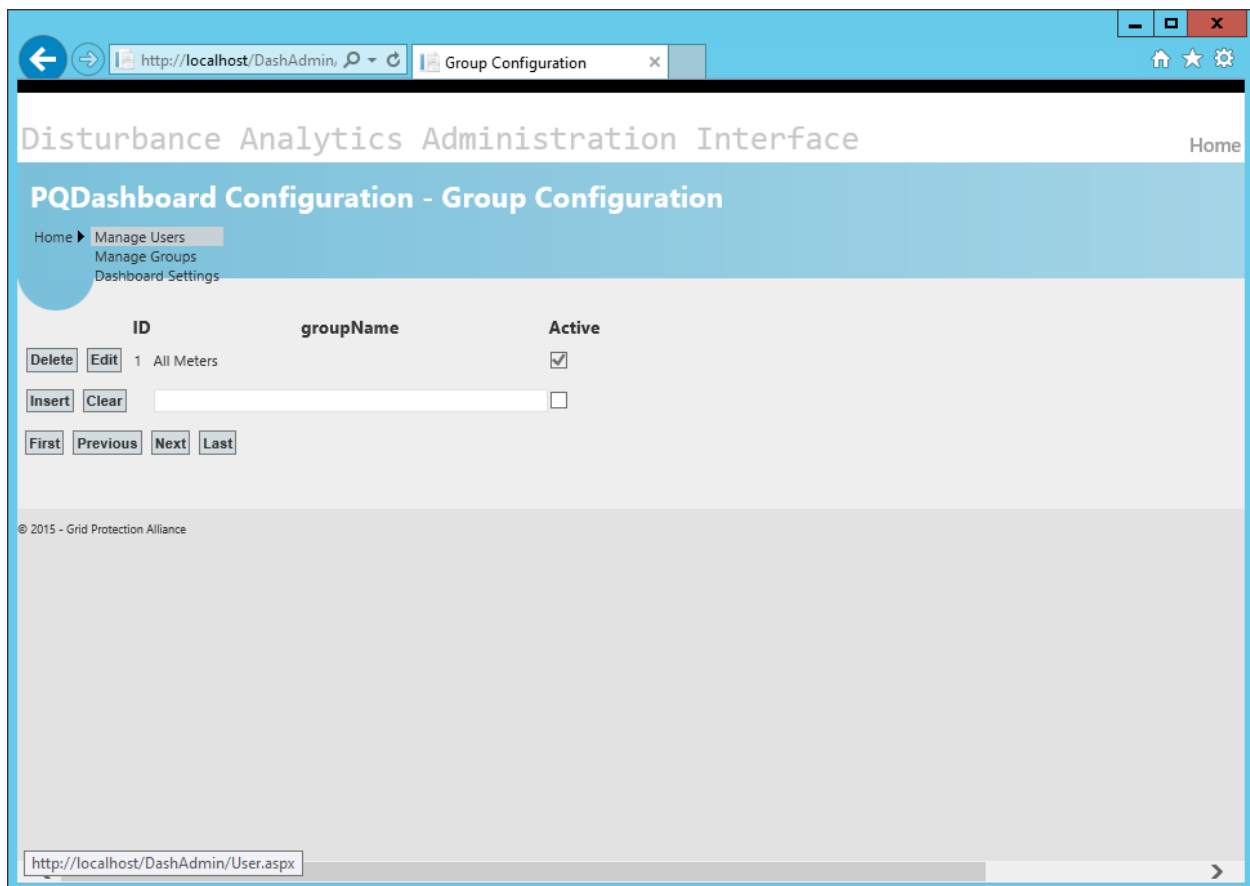 http://localhost/DashAdmin/ Group Configuration
Disturbance Analytics Administration Interface
Home
PQDashboard Configuration - Group Configuration
Home Manage Users
Manage Groups
Dashboard Settings
ID groupName Active
Delete Edit 1 All Meters
Insert Clear
First Previous Next Last
© 2015 - Grid Protection Alliance
http://localhost/DashAdmin/User.aspx